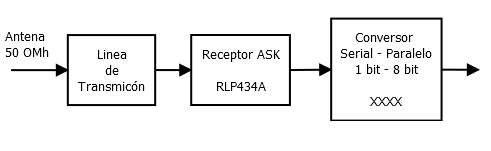 Antena
50 OMh
Linea
de
Transmicón
Receptor ASK
RLP434A
Conversor
Serial - Paralelo
1 bit - 8 bit
XXXX